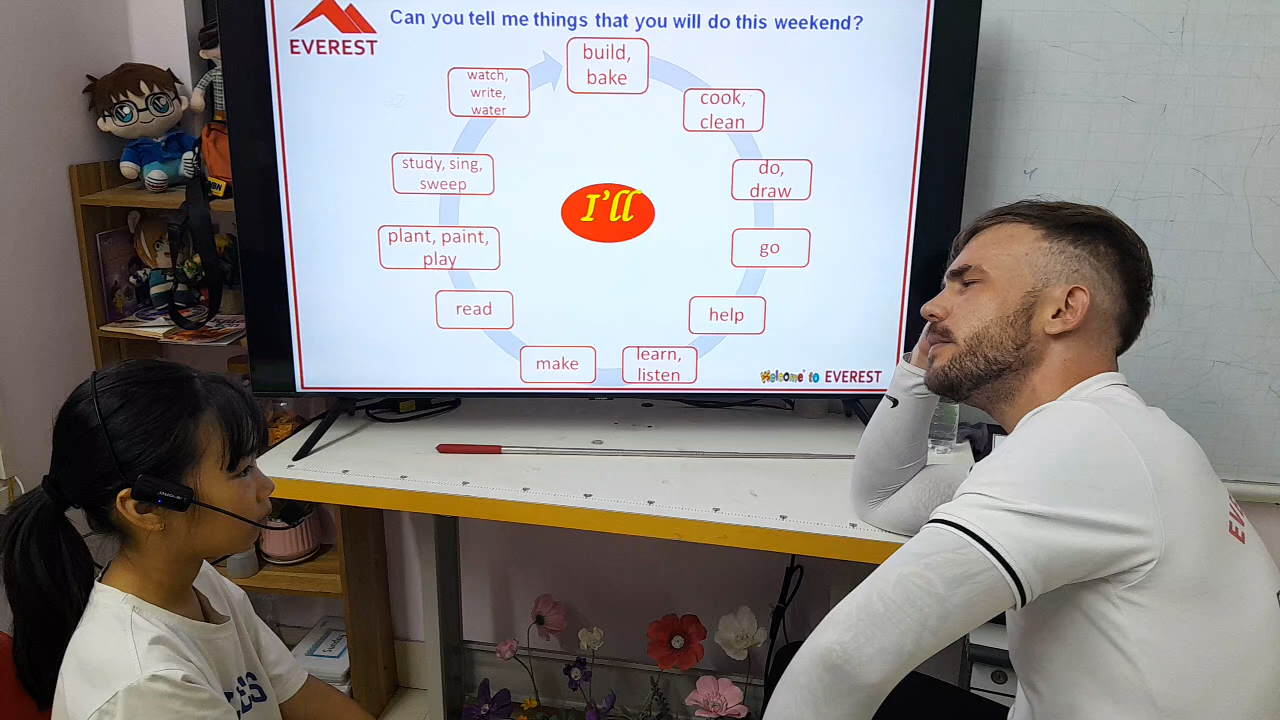 Can you tell me things that you will do this weekend?
EVEREST
build,
bake
cook,
clean
do,
draw
go
help
learn,
listen
make
read
plant, paint,
play
study, sing,
sweep
watch,
write,
water
I'll
Welcome to EVEREST